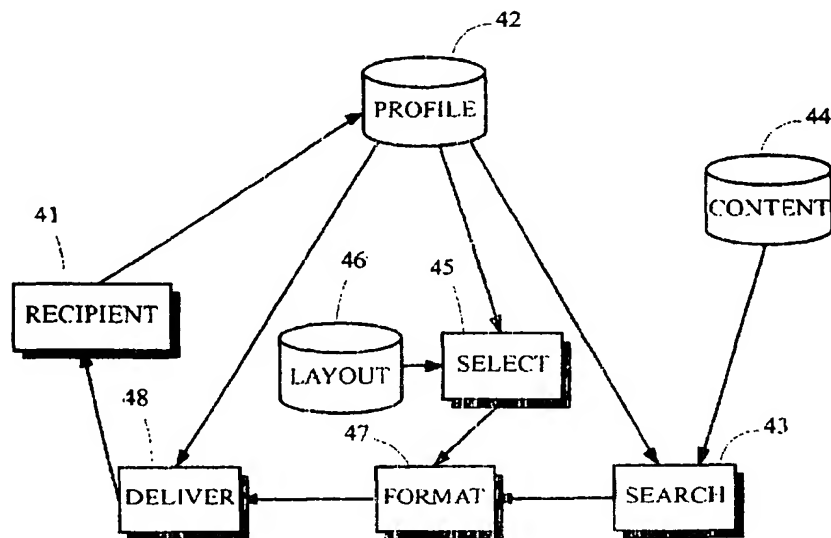 42
PROFILE
44
CONTENT
41
RECIPIENT
46
45
LAYOUT
SELECT
48
47
43
DELIVER
FORMAT
SEARCH